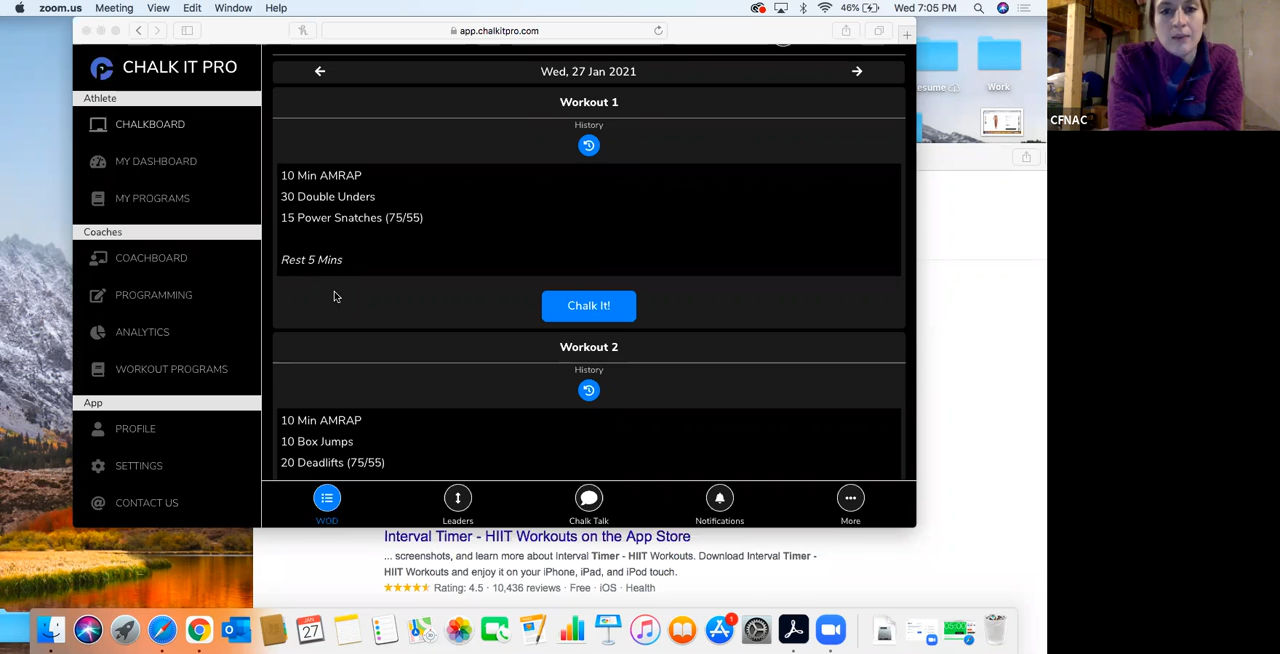 zoom.us Meeting View Edit Window Help
46% Wed 7:05 PM
app.chalkitpro.com
CHALK IT PRO
Athlete
CHALKBOARD
MY DASHBOARD
MY PROGRAMS
Coaches
COACHBOARD
PROGRAMMING
ANALYTICS
WORKOUT PROGRAMS
App
PROFILE
SETTINGS
CONTACT US
Wed, 27 Jan 2021
Workout 1
History
10 Min AMRAP
30 Double Unders
15 Power Snatches (75/55)
Rest 5 Mins
Chalk It!
Workout 2
History
10 Min AMRAP
10 Box Jumps
20 Deadlifts (75/55)
WOD
Leaders
Chalk Talk
Notifications
More
esume
Work
CFNAC
Interval Timer - HIIT Workouts on the App Store
... screenshots, and learn more about Interval Timer - HIIT Workouts. Download Interval Timer -
HIIT Workouts and enjoy it on your iPhone, iPad, and iPod touch.
Rating: 4.5 · 10,436 reviews · Free · iOS · Health
JAN
27
1
05:00